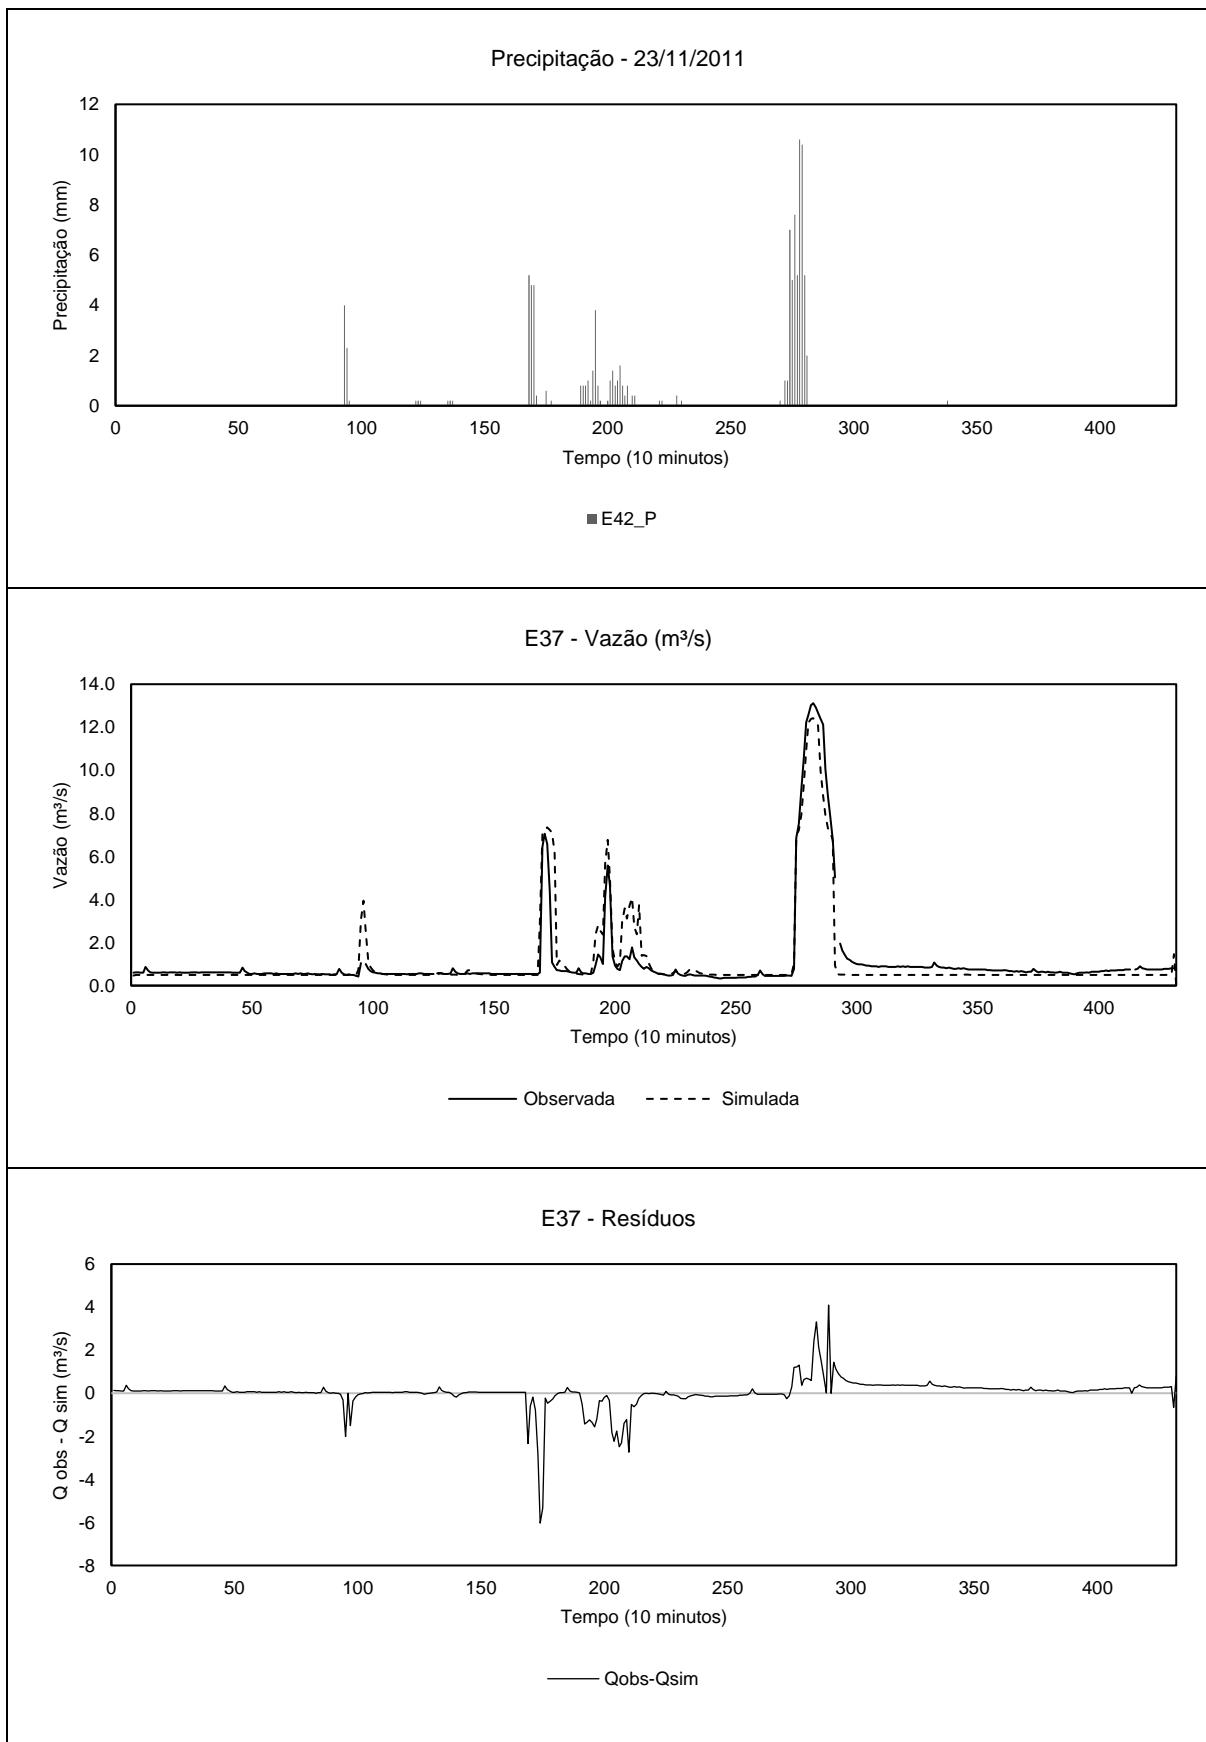 Precipitação - 23/11/2011
12
10
8
6
4
2
0
Precipitação (mm)
0 50 100 150 200 250 300 350 400
Tempo (10 minutos)
E42_P
E37 - Vazão (m³/s)
14.0
12.0
10.0
8.0
6.0
4.0
2.0
0.0
Vazão (m³/s)
0 50 100 150 200 250 300 350 400
Tempo (10 minutos)
Observada Simulada
E37 - Resíduos
6
4
2
0
-2
-4
-6
-8
Q obs - Q sim (m³/s)
0 50 100 150 200 250 300 350 400
Tempo (10 minutos)
Qobs-Qsim